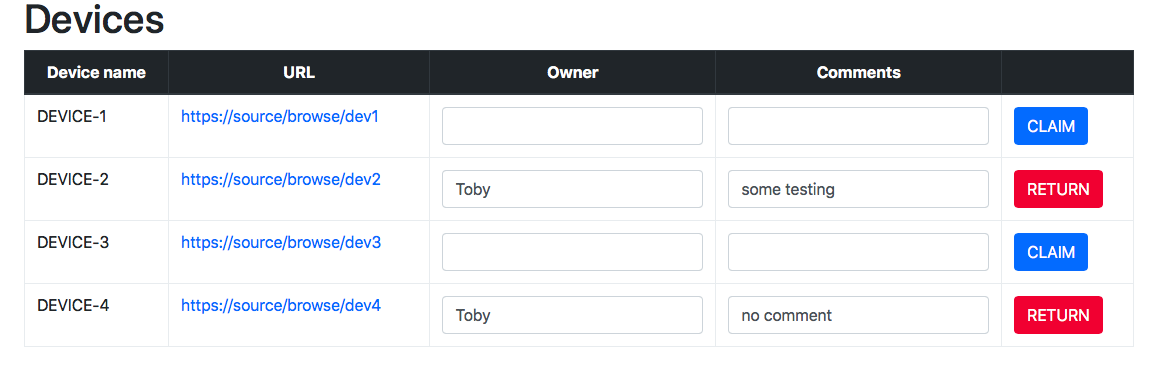 Devices
Device name URL Owner Comments
DEVICE-1 https://source/browse/dev1 CLAIM
DEVICE-2 https://source/browse/dev2 Toby some testing RETURN
DEVICE-3 https://source/browse/dev3 CLAIM
DEVICE-4 https://source/browse/dev4 Toby no comment RETURN